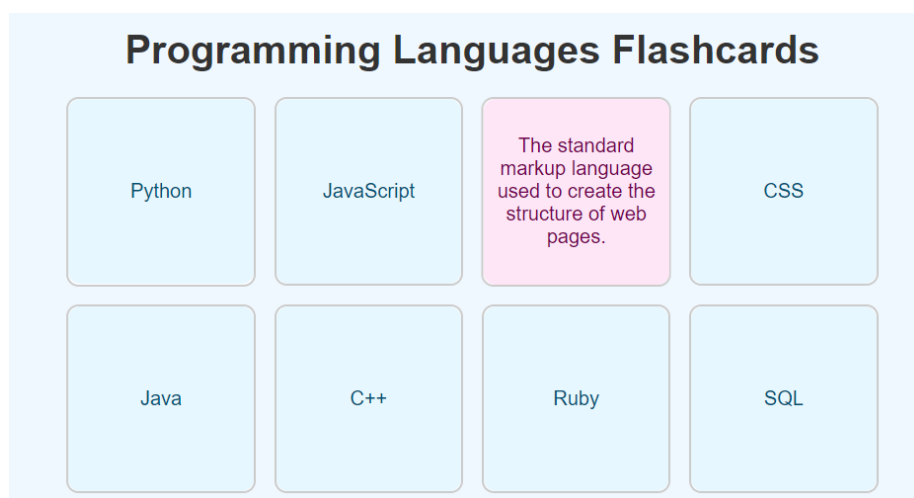 Programming Languages Flashcards
Python
JavaScript
The standard
markup language
used to create the
structure of web
pages.
CSS
Java
C++
Ruby
SQL